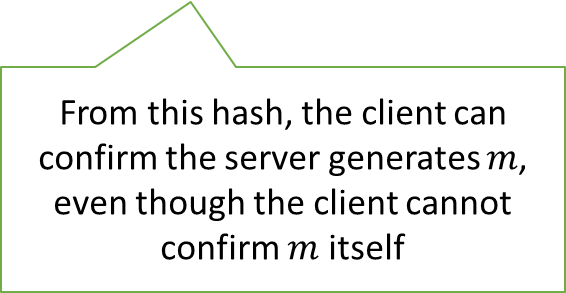 From this hash, the client can
confirm the server generates 𝑚,
even though the client cannot
confirm 𝑚 itself